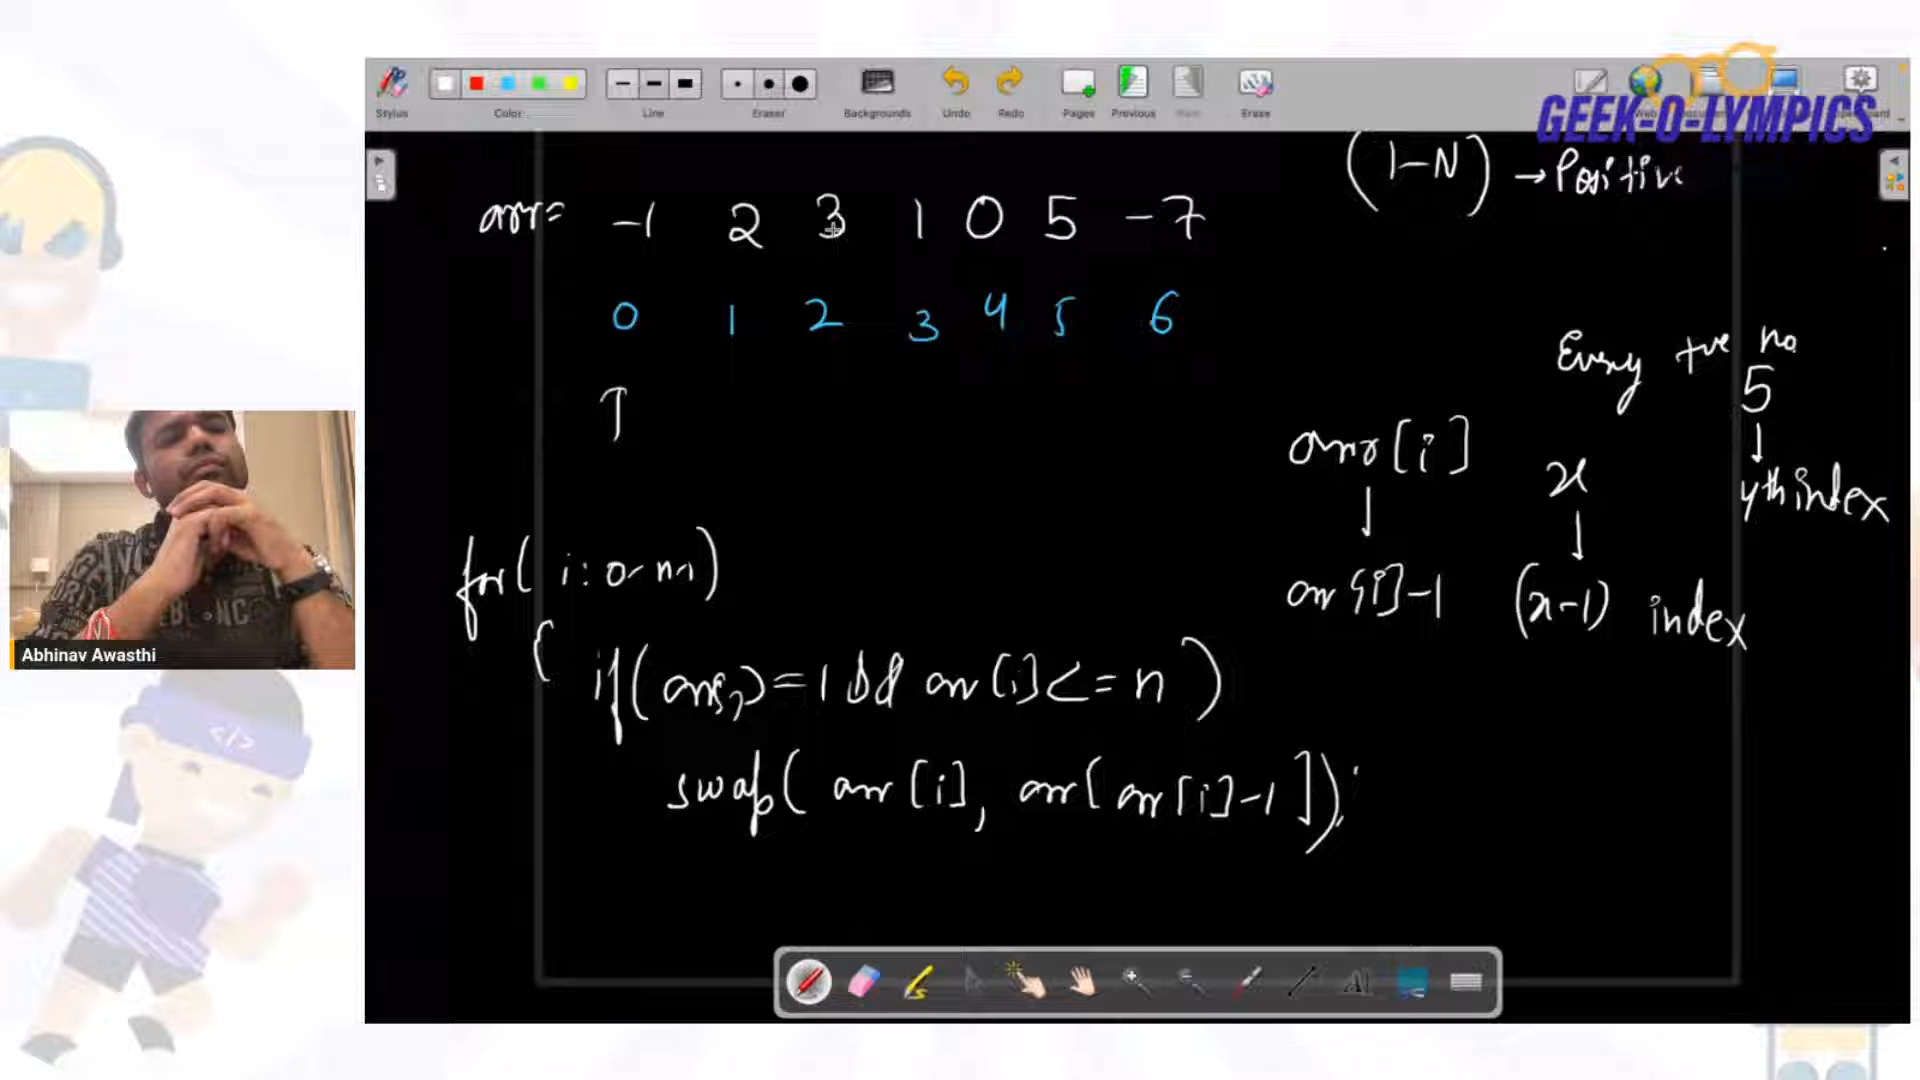 GEEK-O-LYMPICS
Stylus Color Line Eraser Backgrounds Undo Redo Pages Previous Erase
(1-N) → Positive
arr= -1 2 3 1 0 5 -7
0 1 2 3 4 5 6
Every +ve no
5
arr[i] x
4th index
for( i: 0-n-1)
arr[i]-1 (x-1) index
{
if( arr[i]>=1 && arr[i]<=n )
swap( arr[i], arr[ arr[i]-1 ]);
Abhinav Awasthi